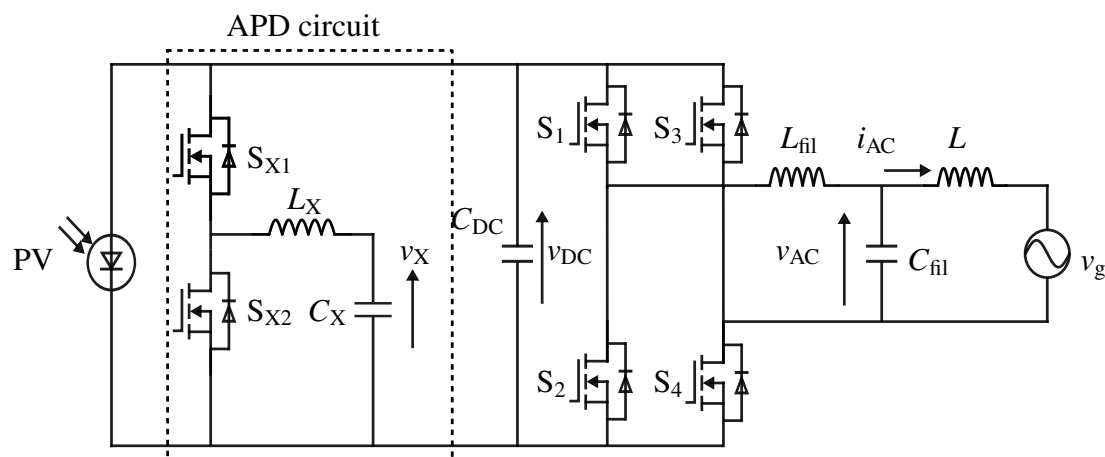 APD circuit
PV
S_X1
S_X2
L_X
C_X
v_X
C_DC
v_DC
S_1
S_2
S_3
S_4
L_fil
i_AC
L
v_AC
C_fil
v_g